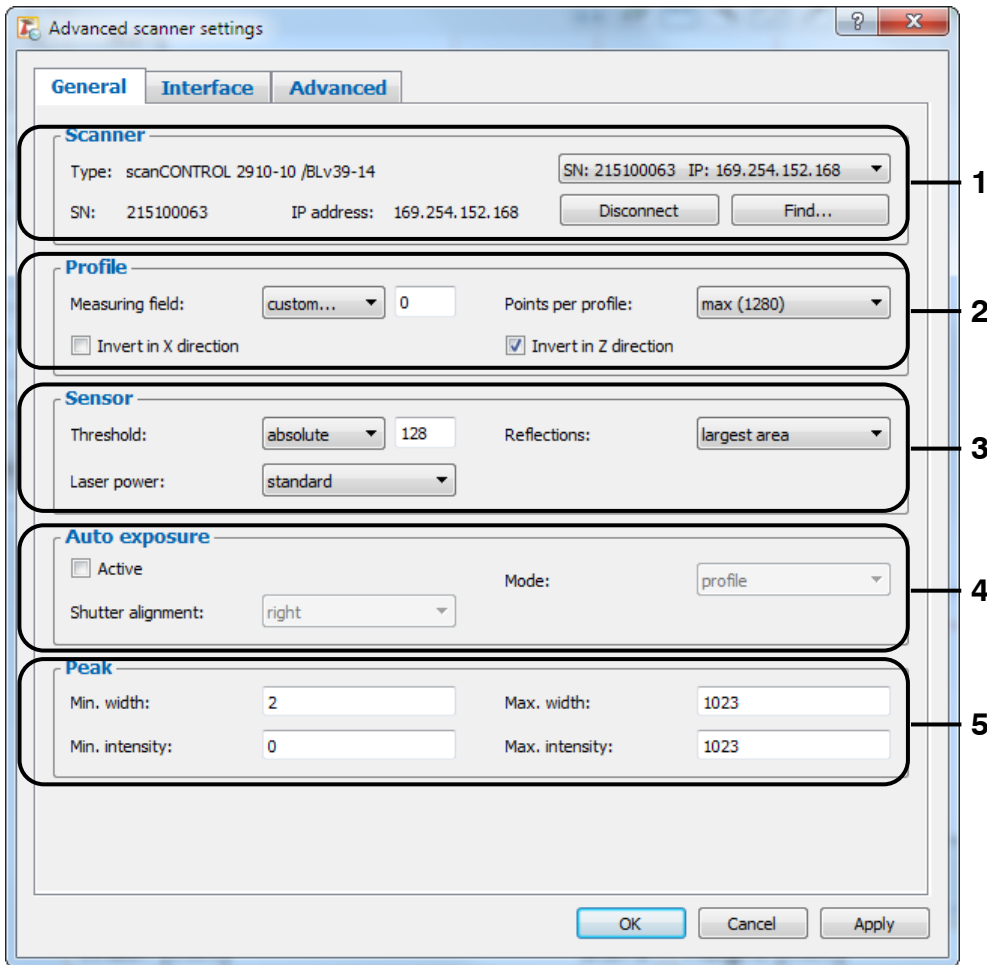 Advanced scanner settings
General Interface Advanced
Scanner
Type: scanCONTROL 2910-10 /BLv39-14 SN: 215100063 IP: 169.254.152.168
1
SN: 215100063 IP address: 169.254.152.168 Disconnect Find...
Profile
Measuring field: custom... 0 Points per profile: max (1280)
2
Invert in X direction Invert in Z direction
Sensor
Threshold: absolute 128 Reflections: largest area
3
Laser power: standard
Auto exposure
Active
Mode: profile
4
Shutter alignment: right
Peak
Min. width: 2 Max. width: 1023
5
Min. intensity: 0 Max. intensity: 1023
OK Cancel Apply